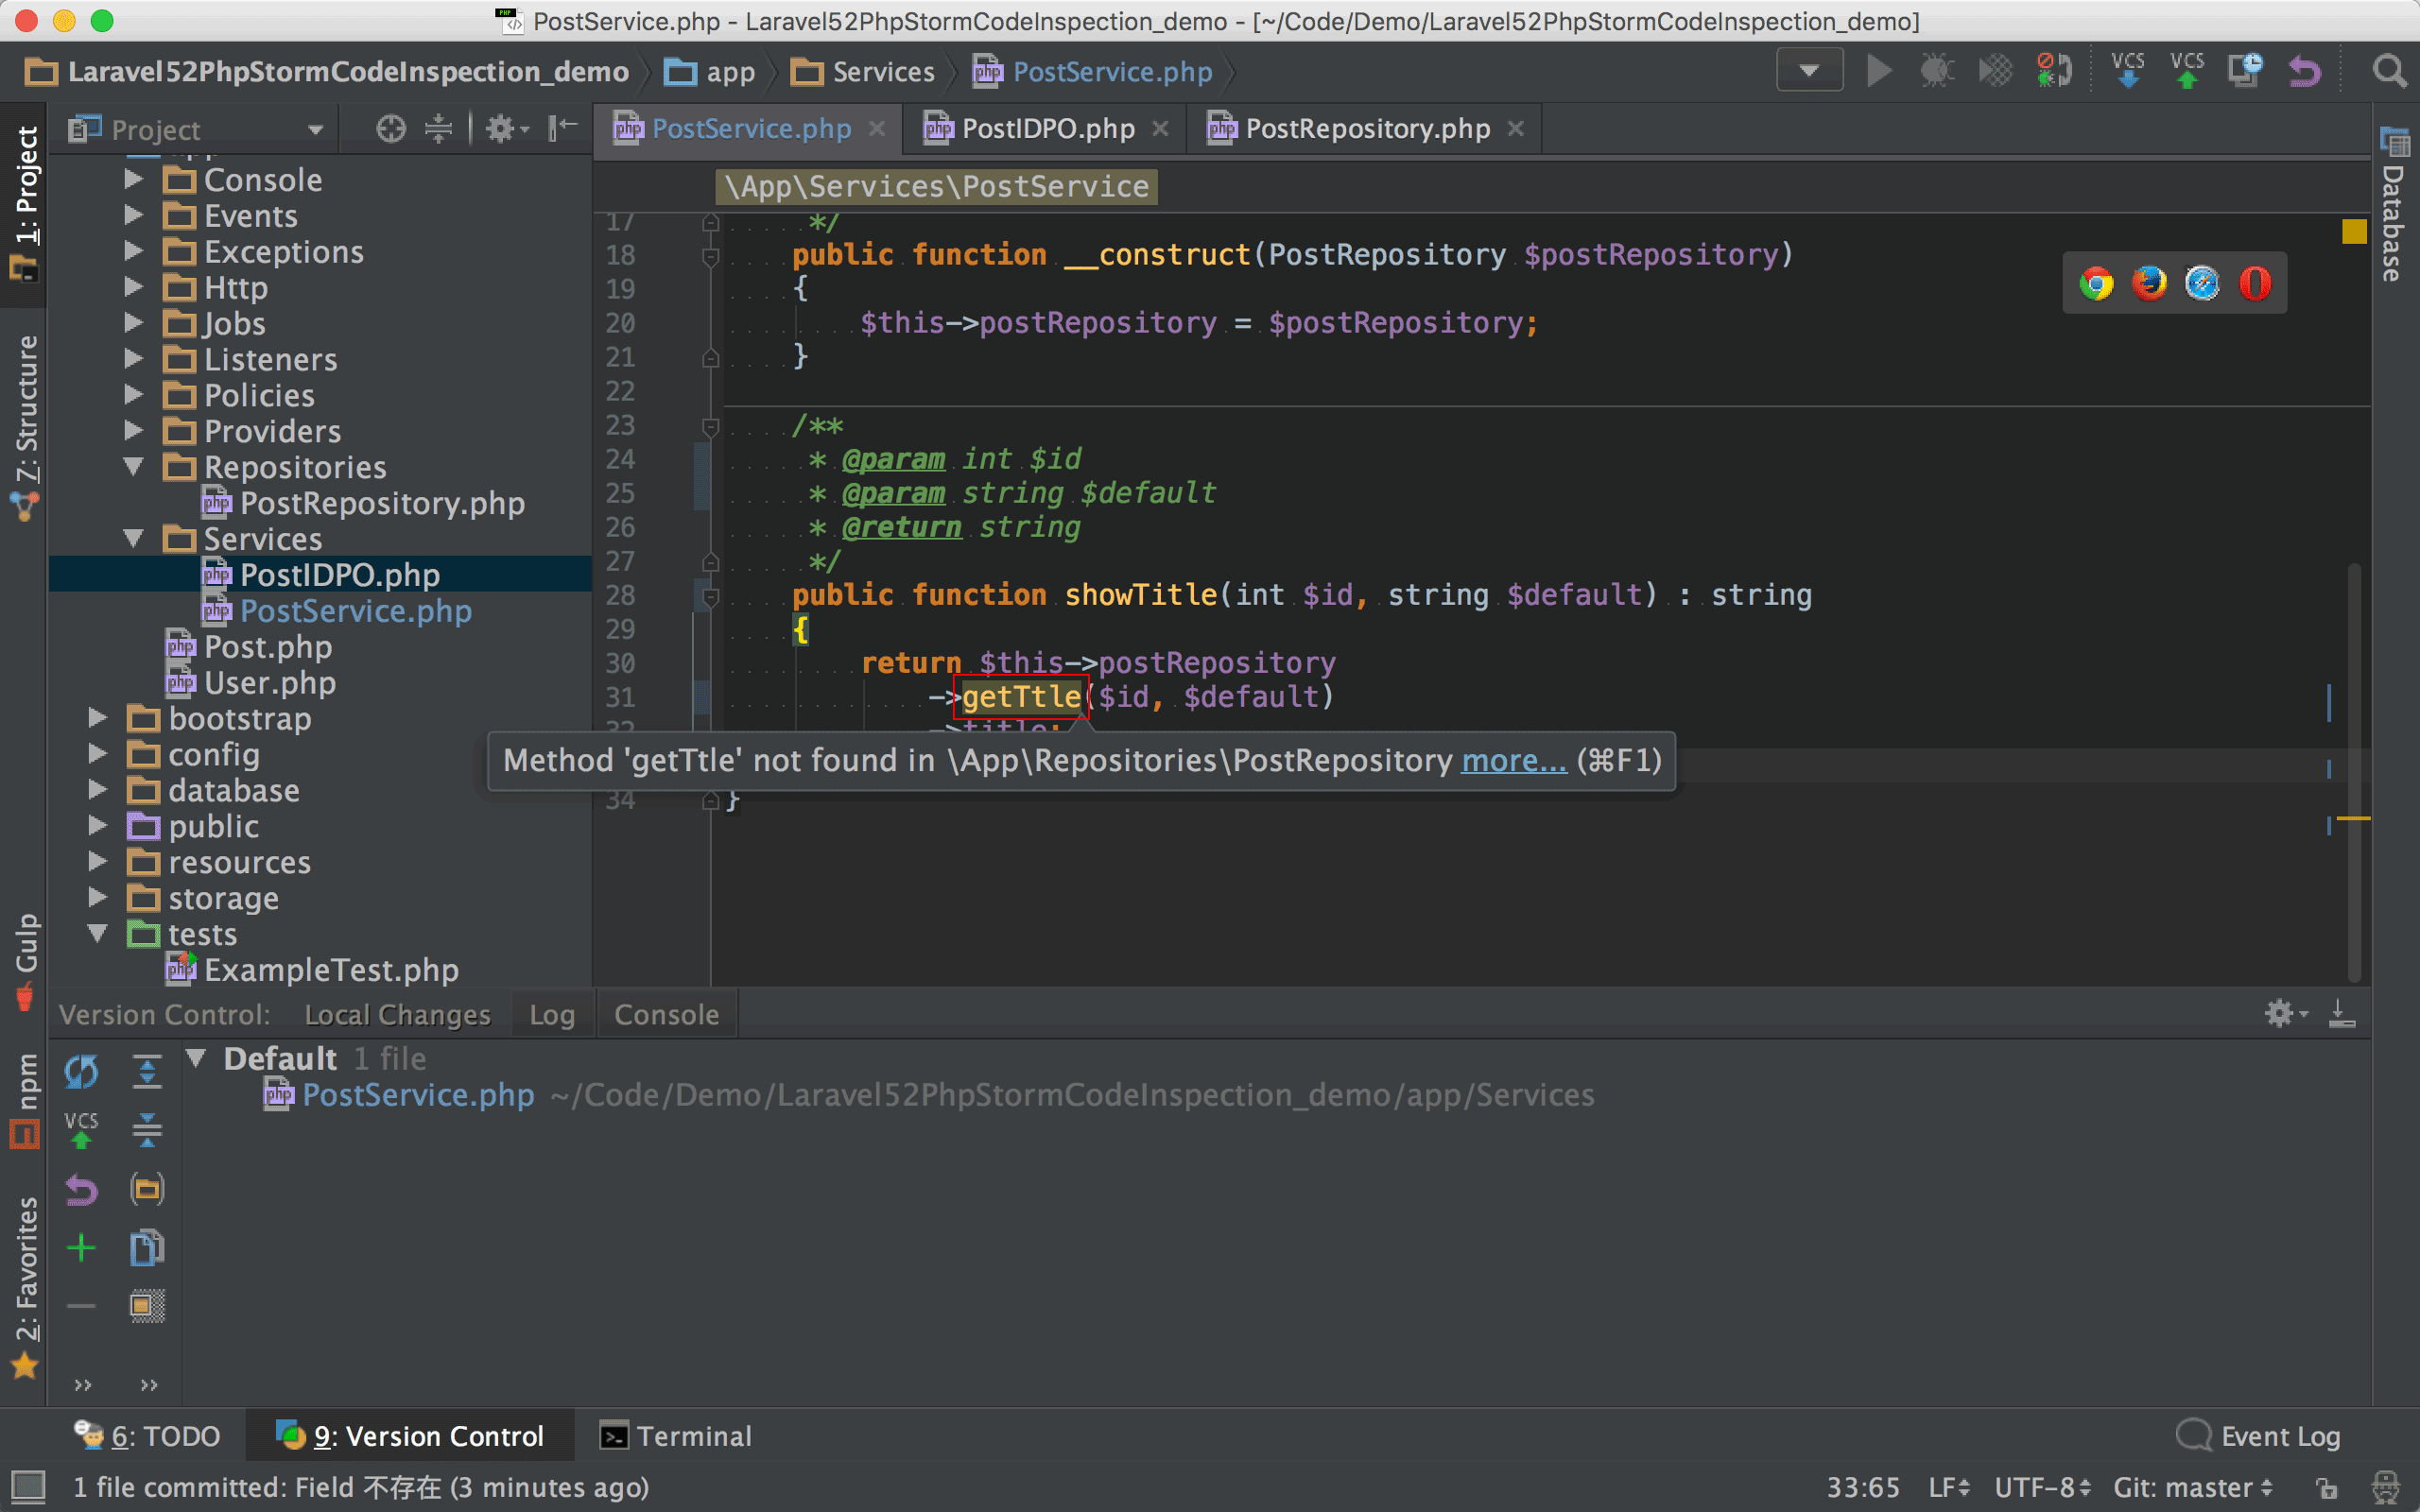 PostService.php - Laravel52PhpStormCodeInspection_demo - [~/Code/Demo/Laravel52PhpStormCodeInspection_demo]
Laravel52PhpStormCodeInspection_demo app Services PostService.php
VCS VCS
Project
PostService.php PostIDPO.php PostRepository.php
1: Project
Z: Structure
Gulp
npm
2: Favorites
Database
Console
Events
Exceptions
Http
Jobs
Listeners
Policies
Providers
Repositories
PostRepository.php
Services
PostIDPO.php
PostService.php
Post.php
User.php
bootstrap
config
database
public
resources
storage
tests
ExampleTest.php
\App\Services\PostService
17 */
18 public function __construct(PostRepository $postRepository)
19 {
20 $this->postRepository = $postRepository;
21 }
22
23 /**
24 * @param int $id
25 * @param string $default
26 * @return string
27 */
28 public function showTitle(int $id, string $default) : string
29 {
30 return $this->postRepository
31 ->getTtle($id, $default)
32 ->title;
Method 'getTtle' not found in \App\Repositories\PostRepository more... (⌘F1)
34 }
Version Control: Local Changes Log Console
Default 1 file
PostService.php ~/Code/Demo/Laravel52PhpStormCodeInspection_demo/app/Services
VCS
6: TODO 9: Version Control Terminal Event Log
1 file committed: Field 不存在 (3 minutes ago) 33:65 LF UTF-8 Git: master